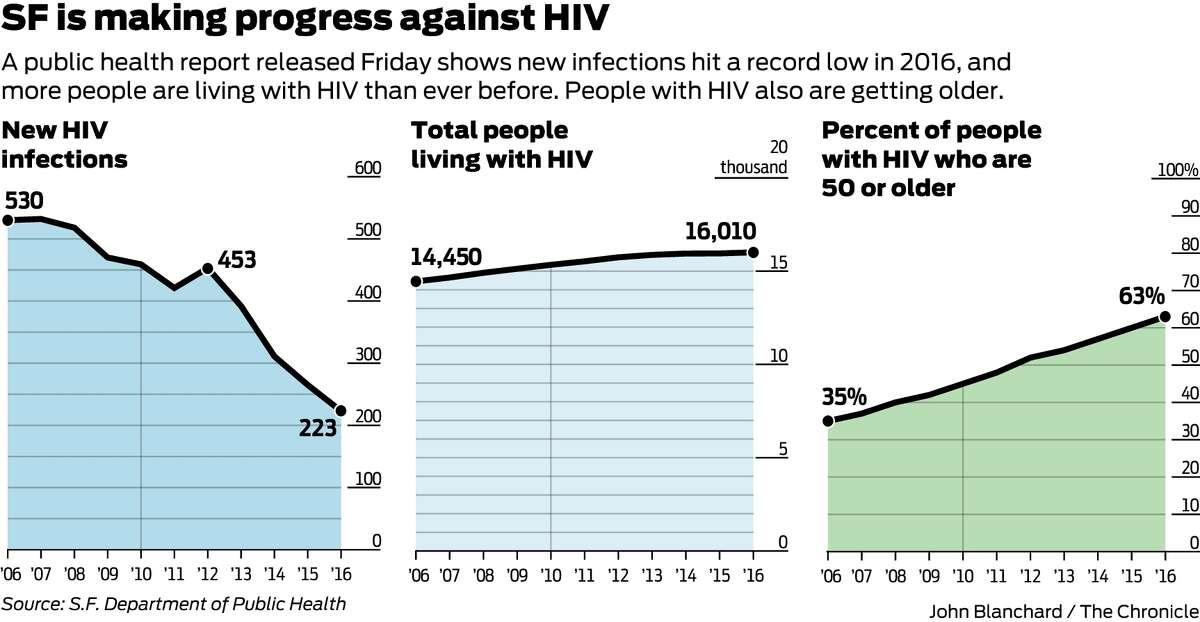 SF is making progress against HIV
A public health report released Friday shows new infections hit a record low in 2016, and
more people are living with HIV than ever before. People with HIV also are getting older.
New HIV
infections
600
530
500
453
400
300
223
200
100
0
'06 '07 '08 '09 '10 '11 '12 '13 '14 '15 '16
Total people
living with HIV
20
thousand
16,010
14,450
15
10
5
0
'06 '07 '08 '09 '10 '11 '12 '13 '14 '15 '16
Percent of people
with HIV who are
50 or older
100%
90
80
70
63%
60
50
35%
40
30
20
10
0
'06 '07 '08 '09 '10 '11 '12 '13 '14 '15 '16
Source: S.F. Department of Public Health
John Blanchard / The Chronicle